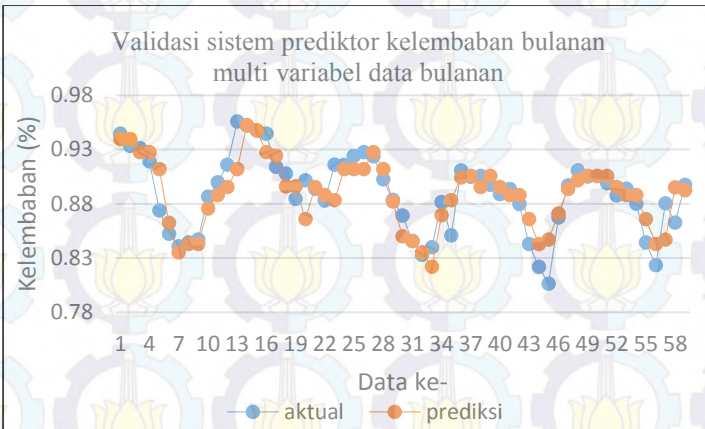 Validasi sistem prediktor kelembaban bulanan
multi variabel data bulanan
Kelembaban (%)
0.98
0.93
0.88
0.83
0.78
1 4 7 10 13 16 19 22 25 28 31 34 37 40 43 46 49 52 55 58
Data ke-
aktual prediksi